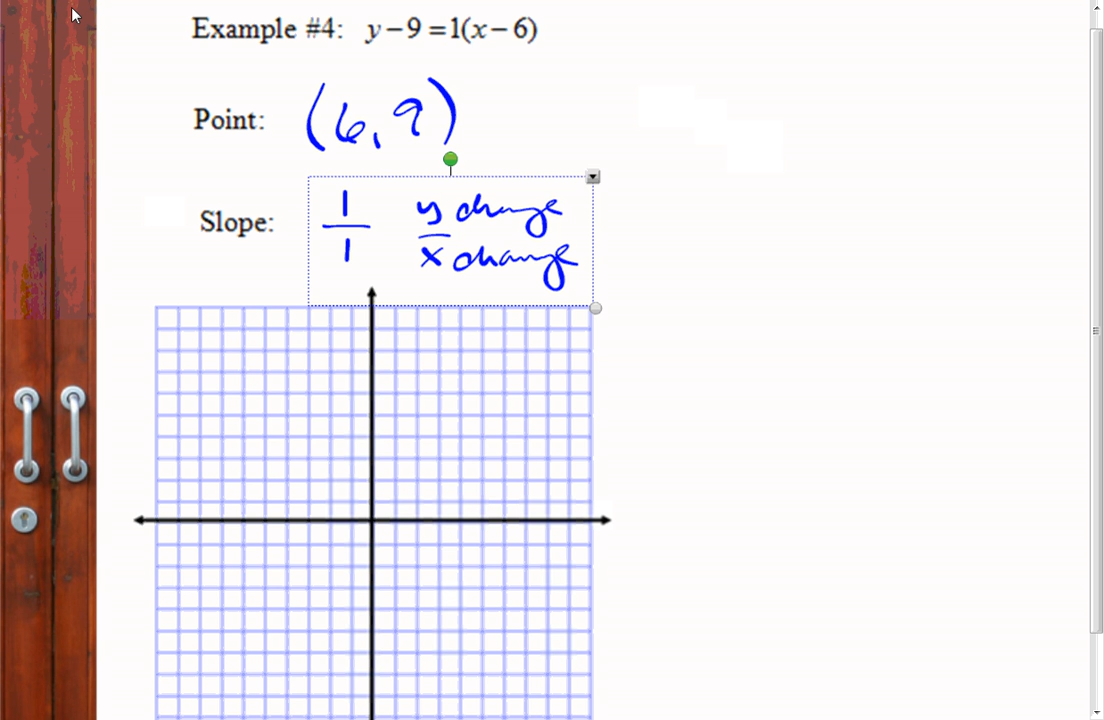 Example #4: y − 9 = 1(x − 6)
Point: (6, 9)
Slope: 1/1 y change/x change